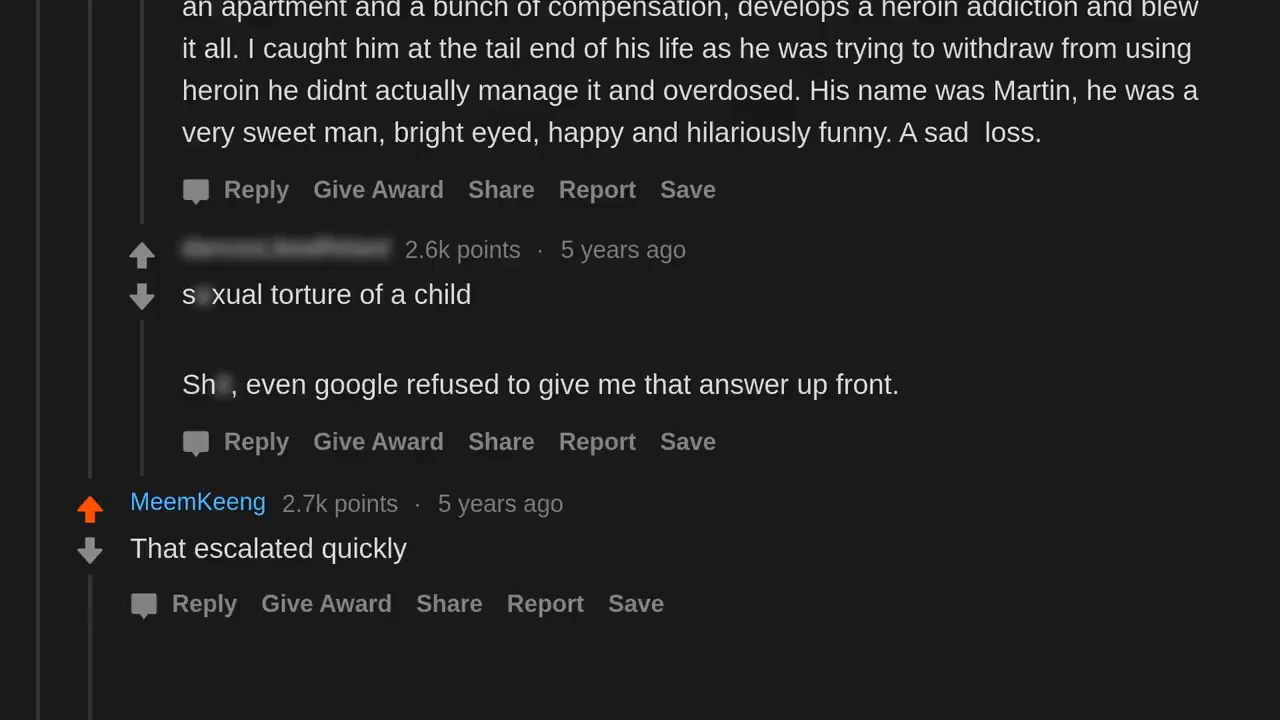 an apartment and a bunch of compensation, develops a heroin addiction and blew
it all. I caught him at the tail end of his life as he was trying to withdraw from using
heroin he didnt actually manage it and overdosed. His name was Martin, he was a
very sweet man, bright eyed, happy and hilariously funny. A sad  loss.
Reply Give Award Share Report Save
2.6k points · 5 years ago
s xual torture of a child
Sh , even google refused to give me that answer up front.
Reply Give Award Share Report Save
MeemKeeng 2.7k points · 5 years ago
That escalated quickly
Reply Give Award Share Report Save